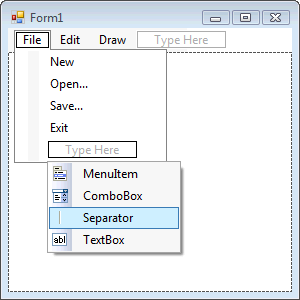 Form1
File Edit Draw Type Here
New
Open...
Save...
Exit
Type Here
MenuItem
ComboBox
Separator
abl TextBox